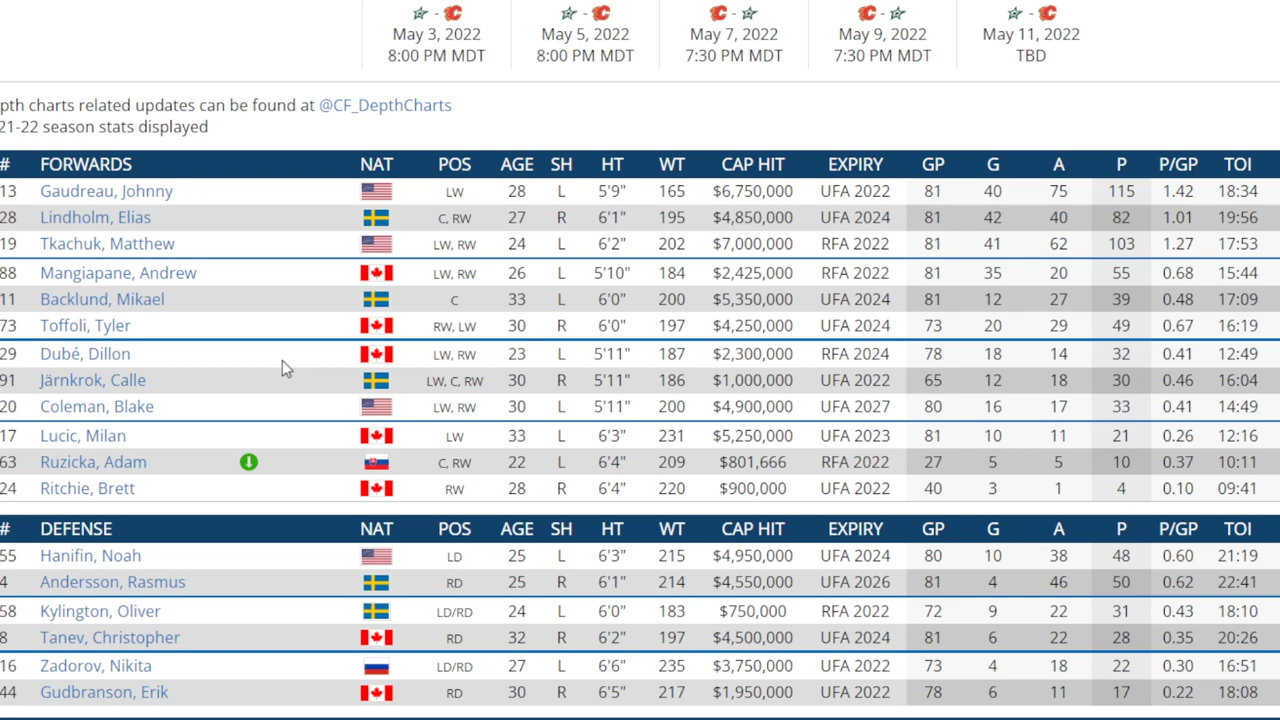 May 3, 2022 May 5, 2022 May 7, 2022 May 9, 2022 May 11, 2022
8:00 PM MDT 8:00 PM MDT 7:30 PM MDT 7:30 PM MDT TBD
pth charts related updates can be found at @CF_DepthCharts
21-22 season stats displayed
# FORWARDS NAT POS AGE SH HT WT CAP HIT EXPIRY GP G A P P/GP TOI
13 Gaudreau, Johnny LW 28 L 5'9" 165 $6,750,000 UFA 2022 81 40 75 115 1.42 18:34
28 Lindholm, Elias C, RW 27 R 6'1" 195 $4,850,000 UFA 2024 81 42 40 82 1.01 19:56
19 Tkachuk, Matthew LW, RW 24 L 6'2" 202 $7,000,000 RFA 2022 81 41 62 103 1.27 17:53
88 Mangiapane, Andrew LW, RW 26 L 5'10" 184 $2,425,000 RFA 2022 81 35 20 55 0.68 15:44
11 Backlund, Mikael C 33 L 6'0" 200 $5,350,000 UFA 2024 81 12 27 39 0.48 17:09
73 Toffoli, Tyler RW, LW 30 R 6'0" 197 $4,250,000 UFA 2024 73 20 29 49 0.67 16:19
29 Dubé, Dillon LW, RW 23 L 5'11" 187 $2,300,000 RFA 2024 78 18 14 32 0.41 12:49
91 Järnkrok, Calle LW, C, RW 30 R 5'11" 186 $1,000,000 UFA 2022 65 12 18 30 0.46 16:04
20 Coleman, Blake LW, RW 30 L 5'11" 200 $4,900,000 UFA 2027 80 16 17 33 0.41 14:49
17 Lucic, Milan LW 33 L 6'3" 231 $5,250,000 UFA 2023 81 10 11 21 0.26 12:16
63 Ruzicka, Adam C, RW 22 L 6'4" 209 $801,666 RFA 2022 27 5 5 10 0.37 10:11
24 Ritchie, Brett RW 28 R 6'4" 220 $900,000 UFA 2022 40 3 1 4 0.10 09:41
# DEFENSE NAT POS AGE SH HT WT CAP HIT EXPIRY GP G A P P/GP TOI
55 Hanifin, Noah LD 25 L 6'3" 215 $4,950,000 UFA 2024 80 10 38 48 0.60 21:19
4 Andersson, Rasmus RD 25 R 6'1" 214 $4,550,000 UFA 2026 81 4 46 50 0.62 22:41
58 Kylington, Oliver LD/RD 24 L 6'0" 183 $750,000 RFA 2022 72 9 22 31 0.43 18:10
8 Tanev, Christopher RD 32 R 6'2" 197 $4,500,000 UFA 2024 81 6 22 28 0.35 20:26
16 Zadorov, Nikita LD/RD 27 L 6'6" 235 $3,750,000 UFA 2022 73 4 18 22 0.30 16:51
44 Gudbranson, Erik RD 30 R 6'5" 217 $1,950,000 UFA 2022 78 6 11 17 0.22 18:08